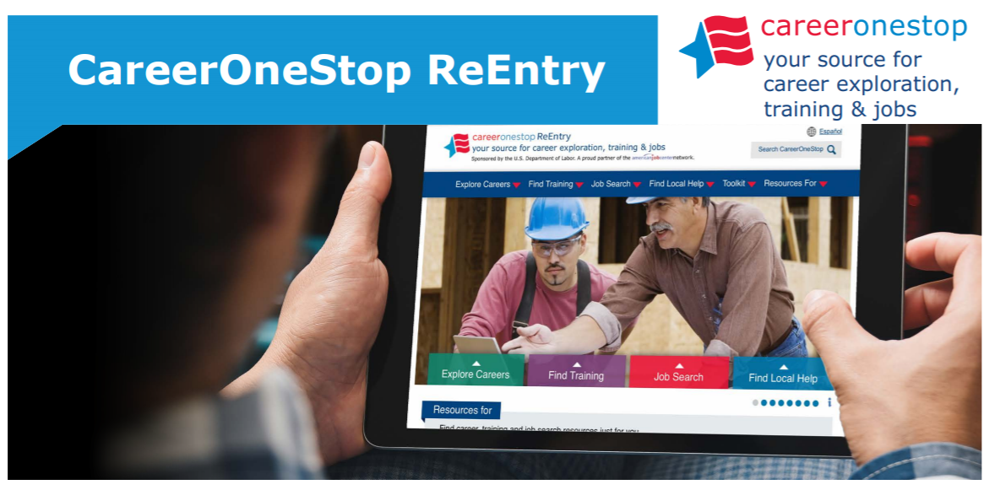 CareerOneStop ReEntry
careeronestop
your source for
career exploration,
training & jobs
careeronestop ReEntry
your source for career exploration, training & jobs
Sponsored by the U.S. Department of Labor. A proud partner of the americanjobcenter network.
Español
Search CareerOneStop
Explore Careers Find Training Job Search Find Local Help Toolkit Resources For
Explore Careers Find Training Job Search Find Local Help
i
Resources for
Find career, training and job search resources just for you